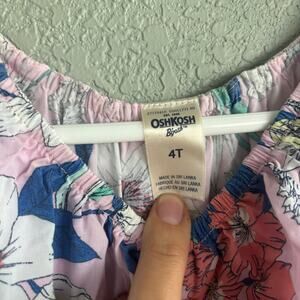 OSHKOSH
B'gosh
4T
MADE IN SRI LANKA
FABRIQUÉ AU SRI LANKA
HECHO EN SRI LANKA